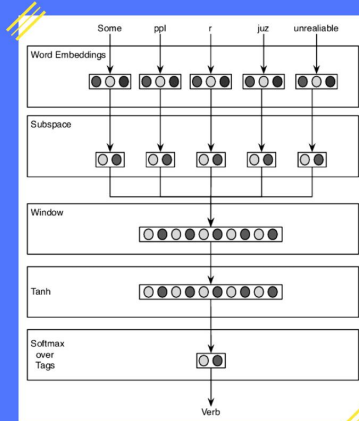 Some ppl r juz unrealiable
Word Embeddings
Subspace
Window
Tanh
Softmax
over
Tags
Verb